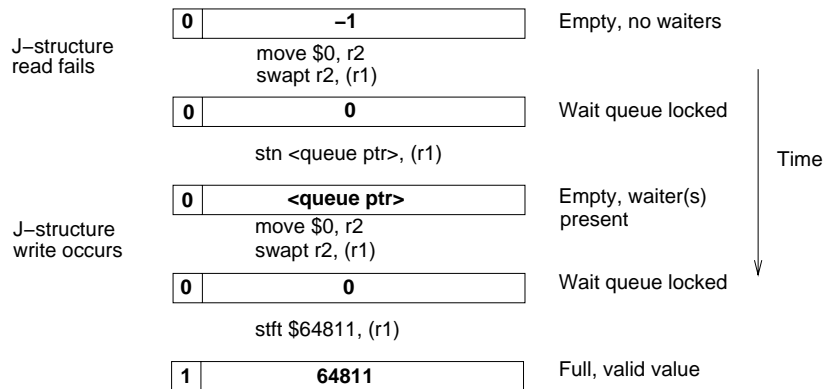 0 −1 Empty, no waiters
J−structure
read fails
move $0, r2
swapt r2, (r1)
0 0 Wait queue locked
stn <queue ptr>, (r1)
Time
0 <queue ptr> Empty, waiter(s)
present
J−structure
write occurs
move $0, r2
swapt r2, (r1)
0 0 Wait queue locked
stft $64811, (r1)
1 64811 Full, valid value